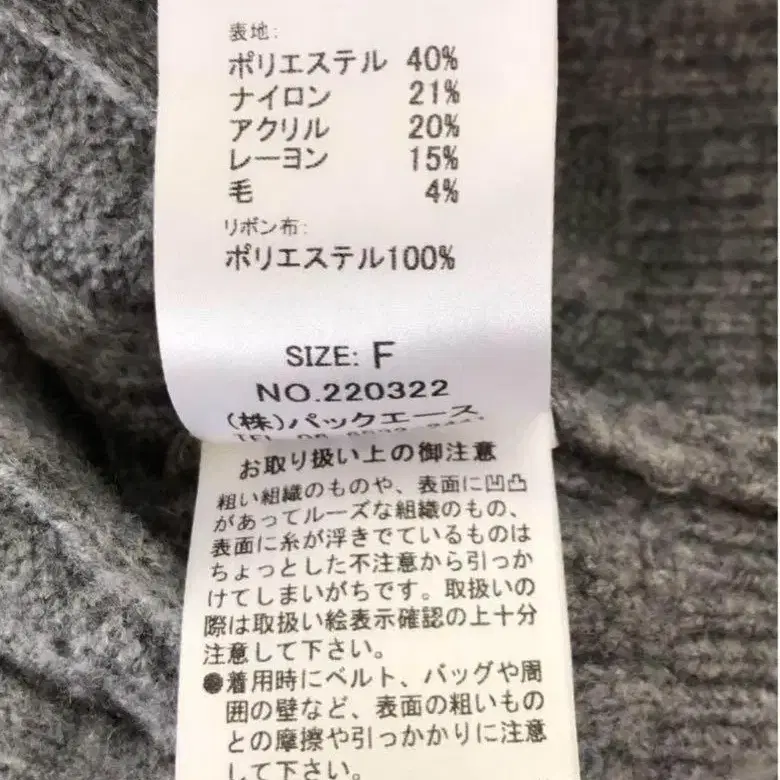 表地:
ポリエステル 40%
ナイロン 21%
アクリル 20%
レーヨン 15%
毛 4%
リボン布:
ポリエステル100%
SIZE: F
NO.220322
(株)パックエース
お取り扱い上の御注意
粗い組織のものや、表面に凹凸
があってルーズな組織のもの、
表面に糸が浮きでているものは
ちょっとした不注意から引っか
けてしまいがちです。取扱いの
際は取扱い絵表示確認の上十分
注意して下さい。
●着用時にベルト、バッグや周
囲の壁など、表面の粗いもの
との摩擦や引っかかりに注意
して下さい。